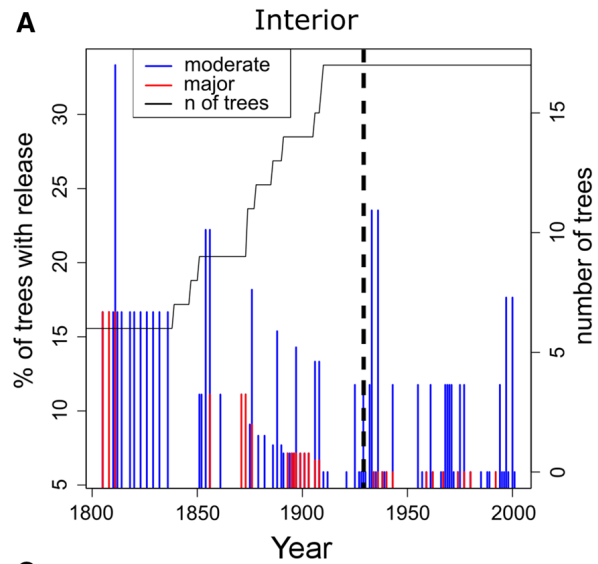 A
Interior
moderate
major
n of trees
% of trees with release
30
25
20
15
10
5
15
10
5
0
number of trees
1800
1850
1900
1950
2000
Year